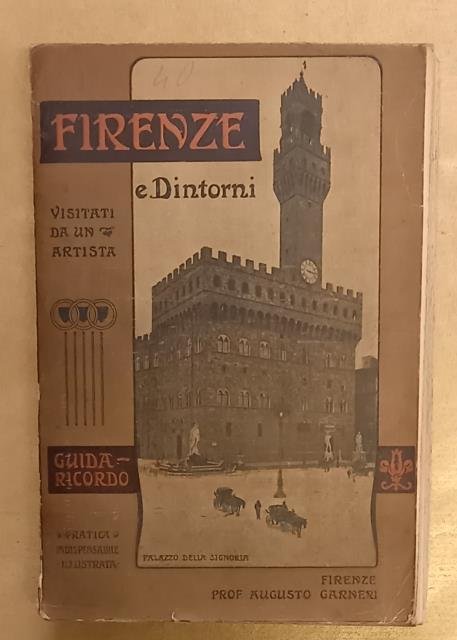 40
FIRENZE
e Dintorni
VISITATI
DA UN
ARTISTA
GUIDA-
RICORDO
PRATICA
INDISPENSABILE
ILLUSTRATA
PALAZZO DELLA SIGNORIA
FIRENZE
PROF. AUGUSTO GARNERI